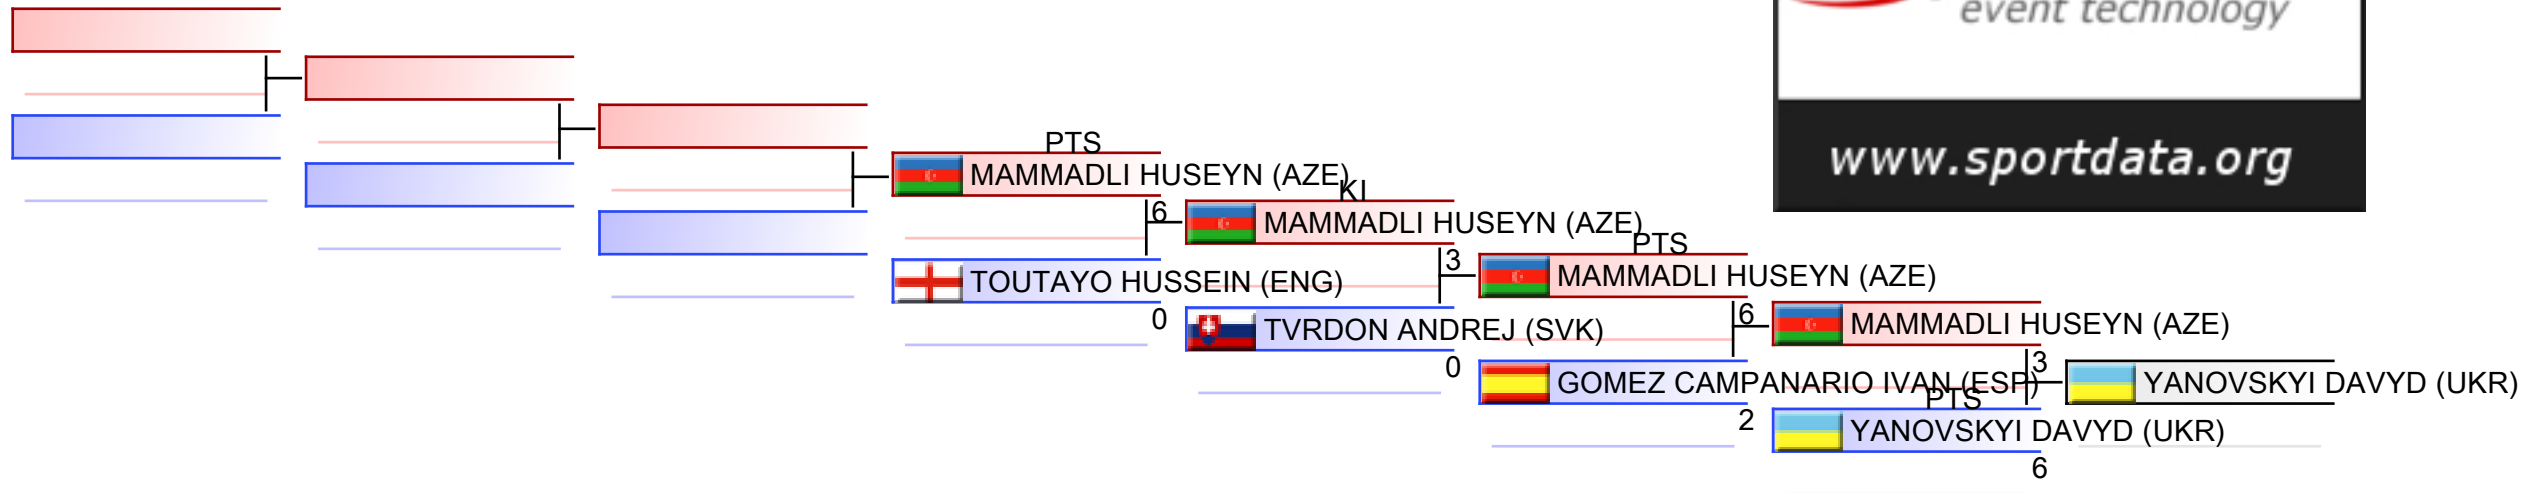 event technology
www.sportdata.org
PTS
MAMMADLI HUSEYN (AZE)
6
TOUTAYO HUSSEIN (ENG)
0
KI
MAMMADLI HUSEYN (AZE)
3
TVRDON ANDREJ (SVK)
0
PTS
MAMMADLI HUSEYN (AZE)
6
GOMEZ CAMPANARIO IVAN (ESP)
2
MAMMADLI HUSEYN (AZE)
3
PTS
YANOVSKYI DAVYD (UKR)
6
YANOVSKYI DAVYD (UKR)